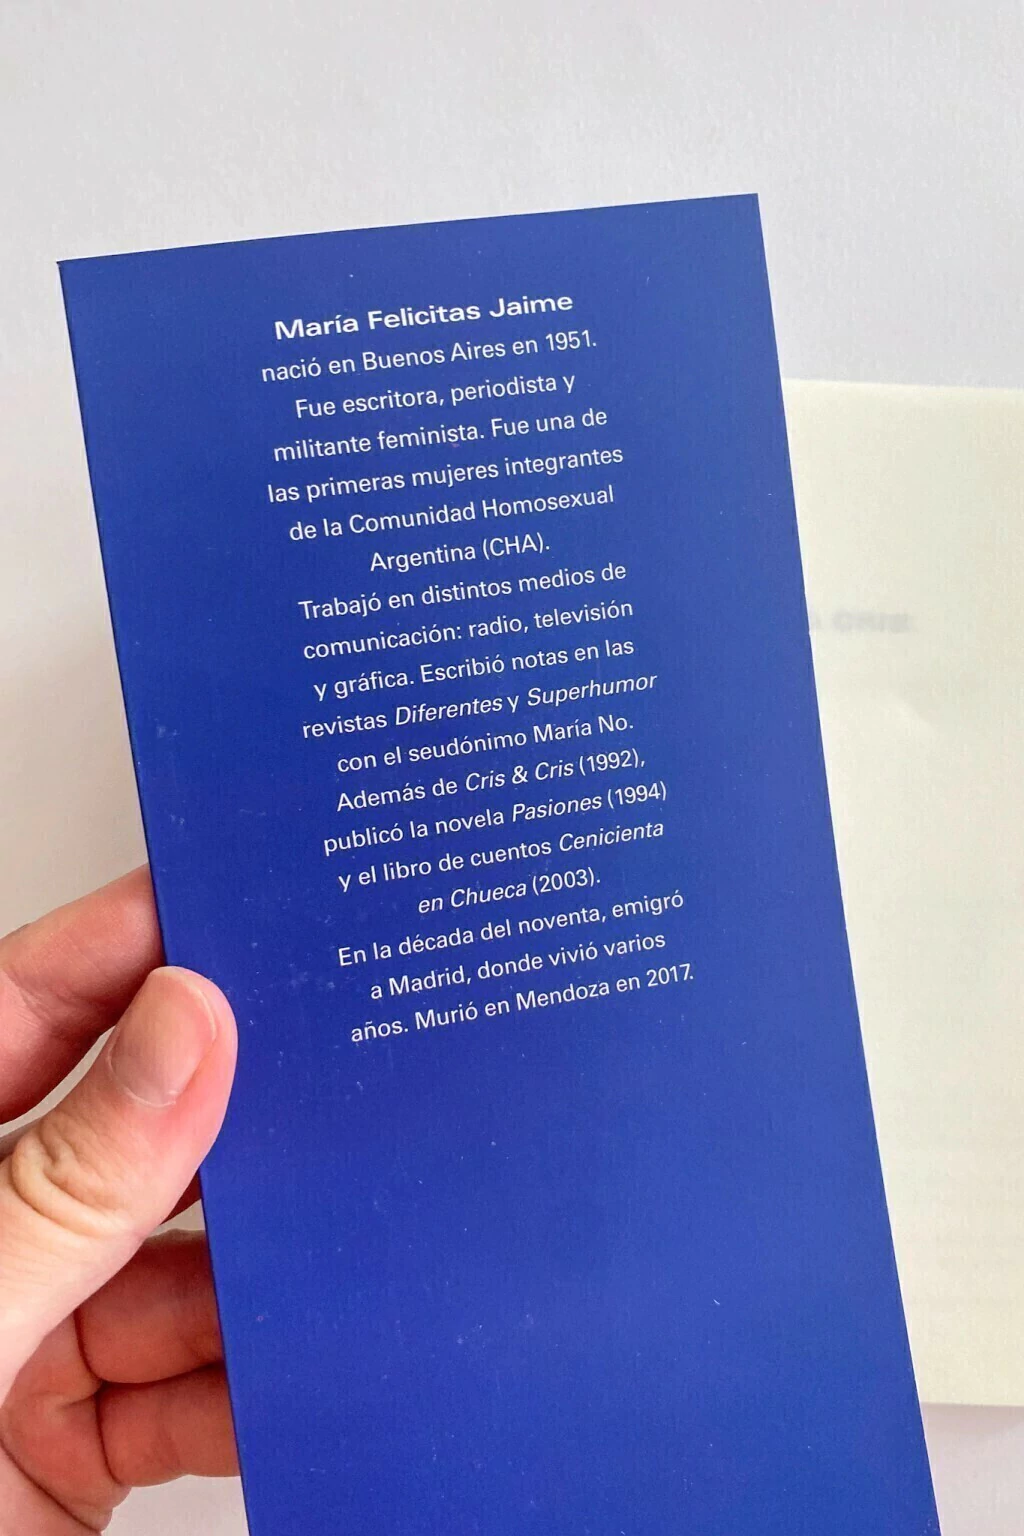 María Felicitas Jaime
nació en Buenos Aires en 1951.
Fue escritora, periodista y
militante feminista. Fue una de
las primeras mujeres integrantes
de la Comunidad Homosexual
Argentina (CHA).
Trabajó en distintos medios de
comunicación: radio, televisión
y gráfica. Escribió notas en las
revistas Diferentes y Superhumor
con el seudónimo María No.
Además de Cris & Cris (1992),
publicó la novela Pasiones (1994)
y el libro de cuentos Cenicienta
en Chueca (2003).
En la década del noventa, emigró
a Madrid, donde vivió varios
años. Murió en Mendoza en 2017.